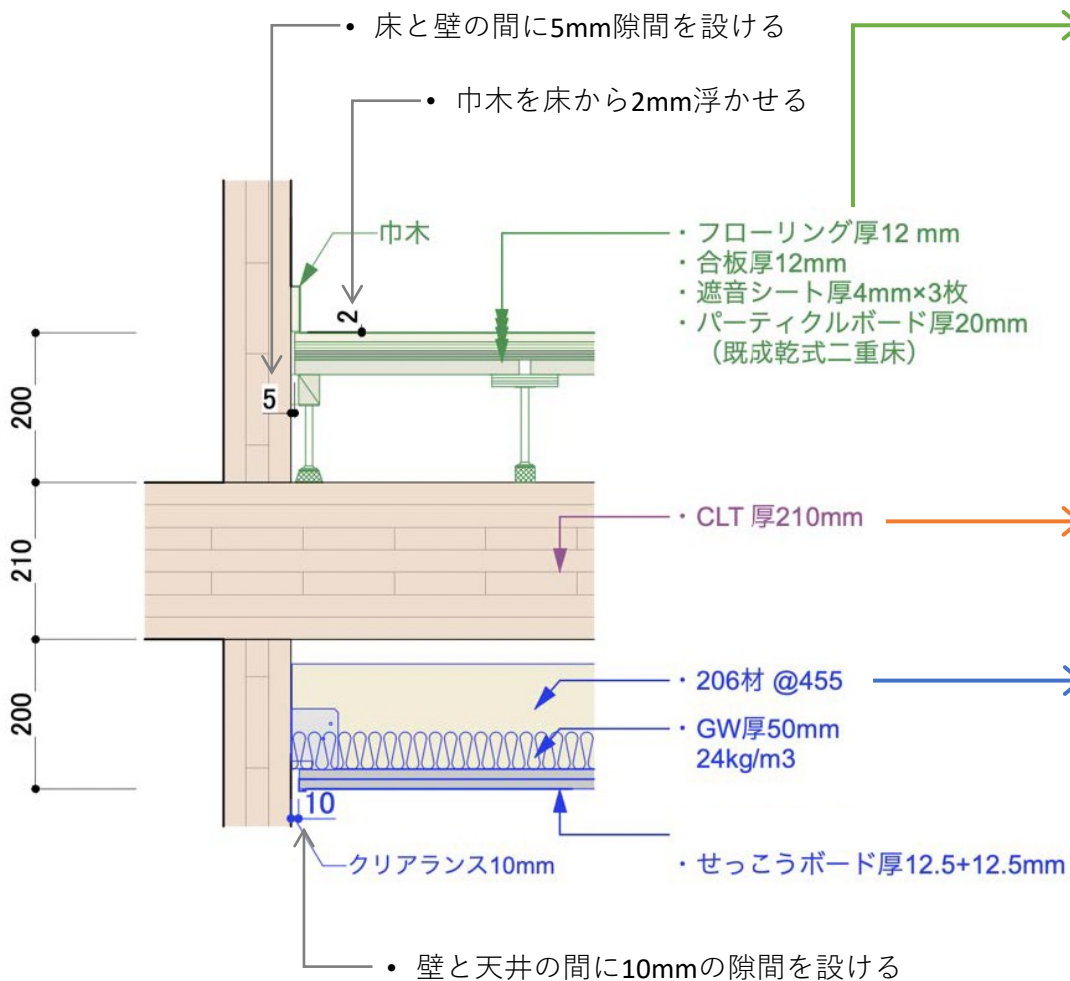 • 床と壁の間に5mm隙間を設ける
• 巾木を床から2mm浮かせる
巾木
・フローリング厚12 mm
・合板厚12mm
・遮音シート厚4mm×3枚
・パーティクルボード厚20mm
（既成乾式二重床）
2
5
200
・CLT 厚210mm
210
・206材 @455
・GW厚50mm
24kg/m3
200
10
クリアランス10mm
・せっこうボード厚12.5+12.5mm
• 壁と天井の間に10mmの隙間を設ける